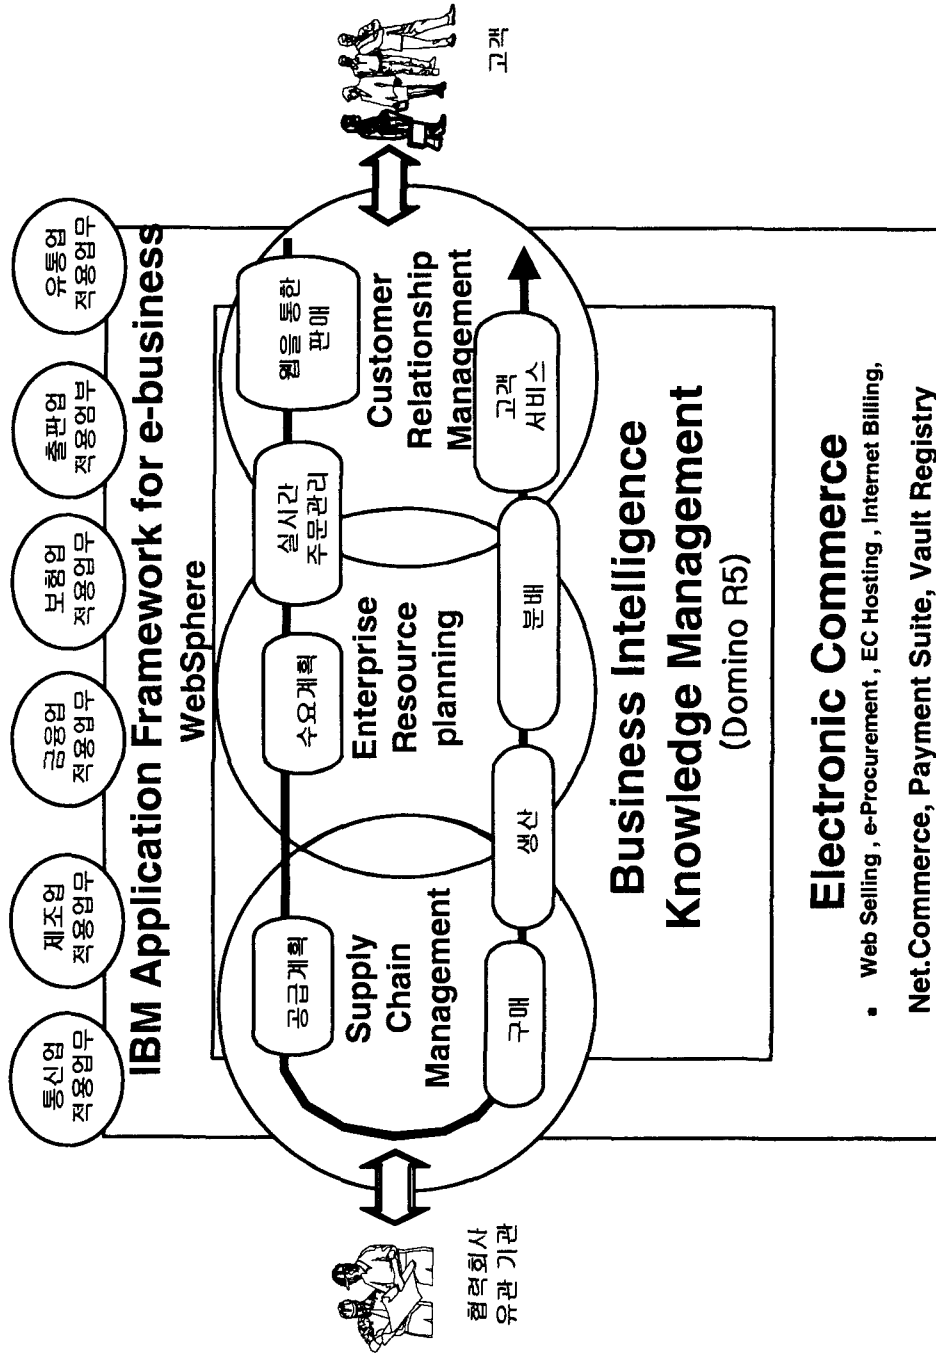 통신업
적용업무
제조업
적용업무
금융업
적용업무
보험업
적용업무
출판업
적용업부
유통업
적용업무
IBM Application Framework for e-business
WebSphere
공급계획
수요계획
실시간
주문관리
웹을 통한
판매
Supply
Chain
Management
Enterprise
Resource
planning
Customer
Relationship
Management
구매
생산
분배
고객
서비스
협력회사
유관 기관
고객
Business Intelligence
Knowledge Management
(Domino R5)
Electronic Commerce
• Web Selling , e-Procurement , EC Hosting , Internet Billing,
Net.Commerce, Payment Suite, Vault Registry